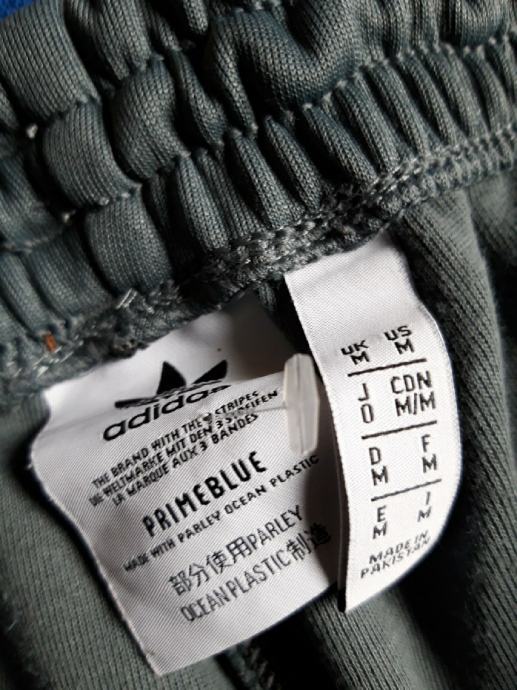 adidas
THE BRAND WITH THE 3 STRIPES
DIE WELTMARKE MIT DEN 3 STREIFEN
LA MARQUE AUX 3 BANDES
PRIMEBLUE
MADE WITH PARLEY OCEAN PLASTIC
部分使用PARLEY
OCEAN PLASTIC制造
UK US
M M
J CDN
O M/M
D F
M M
E I
M M
MADE IN
PAKISTAN